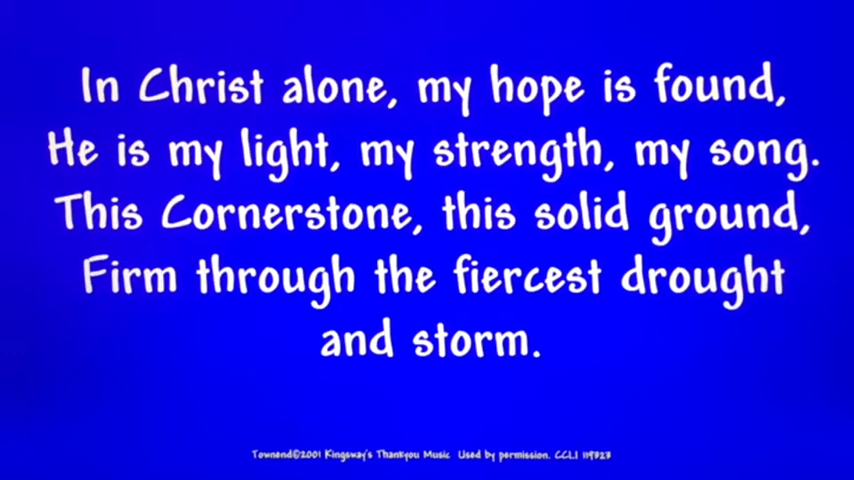 In Christ alone, my hope is found,
He is my light, my strength, my song.
This Cornerstone, this solid ground,
Firm through the fiercest drought
and storm.
Townend©2001 Kingsway's Thankyou Music Used by permission. CCLI 119323